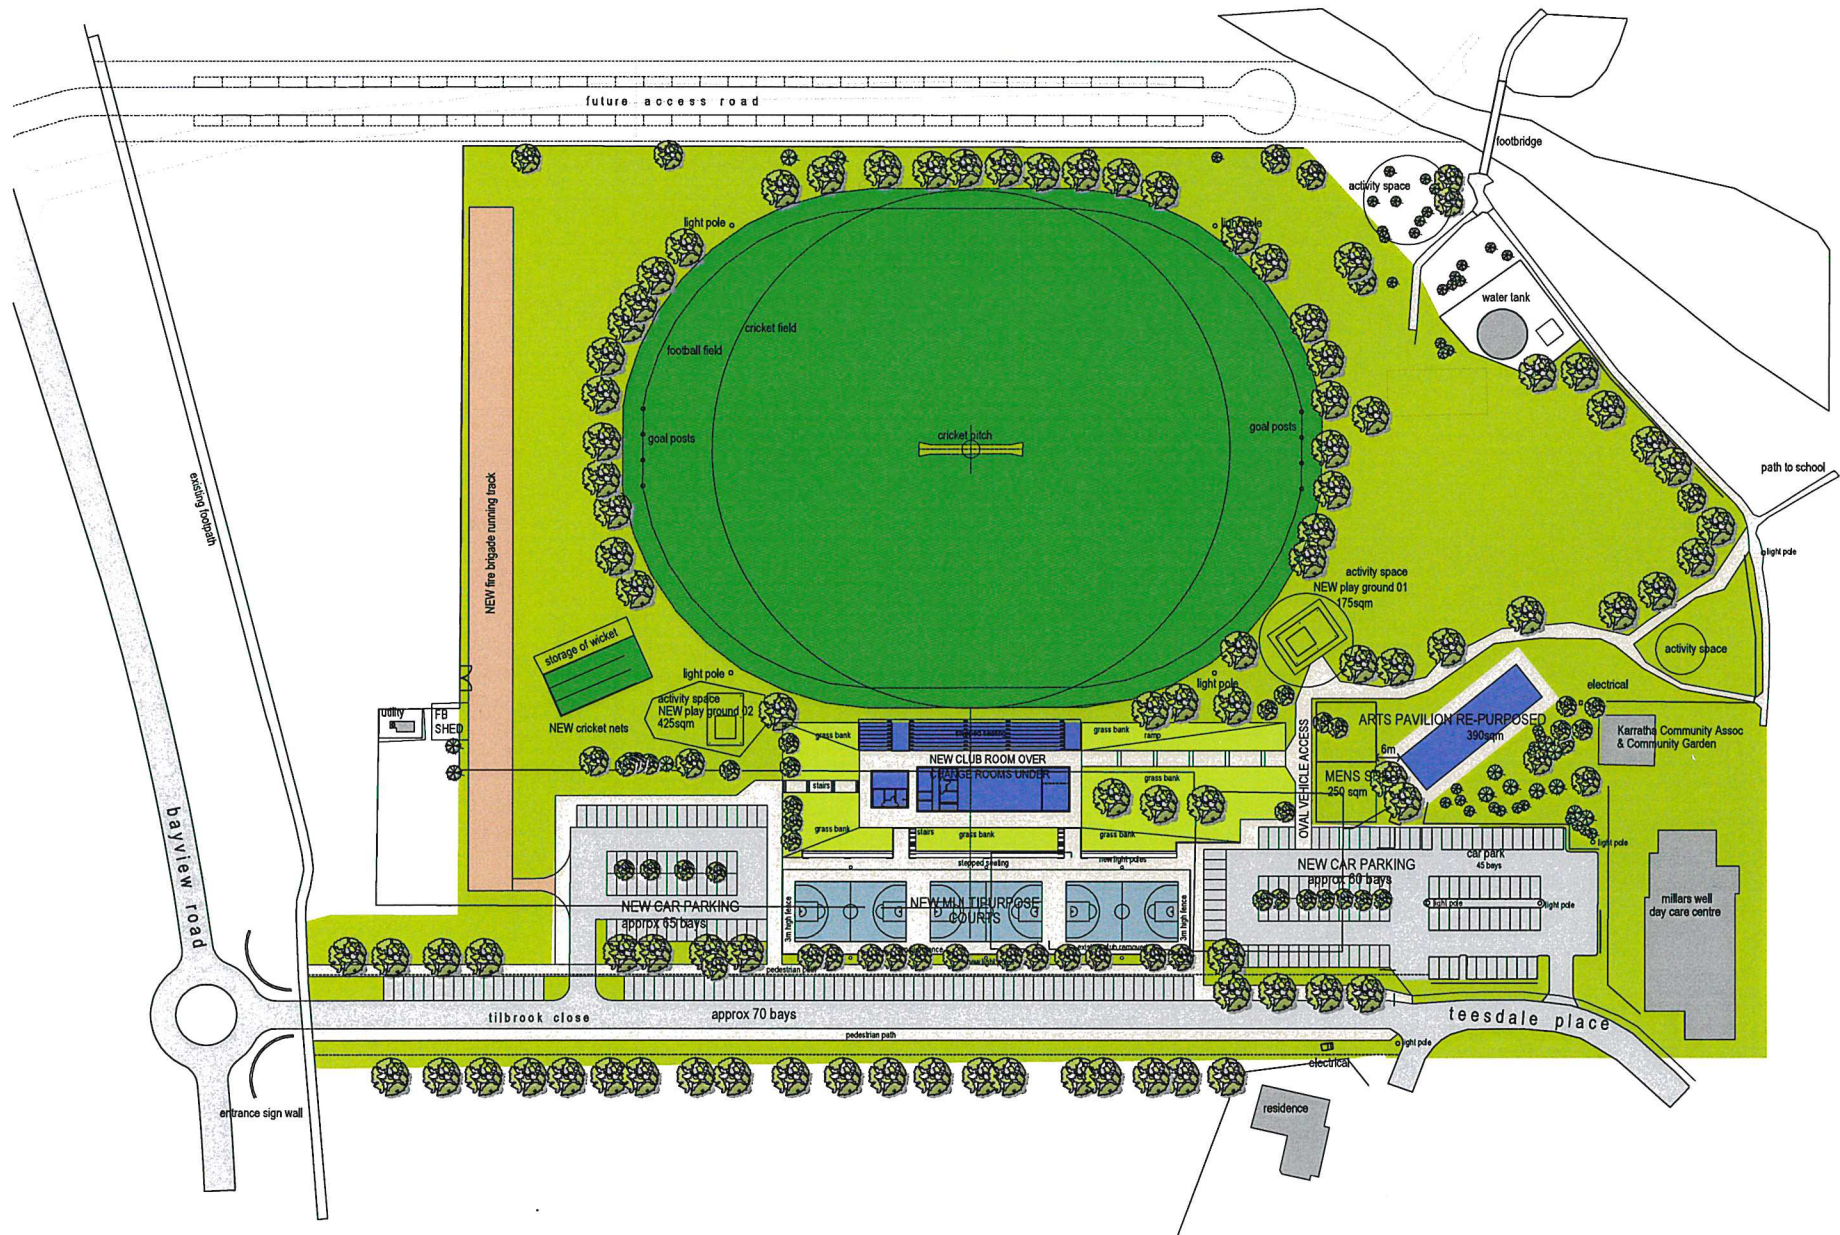 future access road
footbridge
activity space
light pole
light pole
water tank
cricket field
football field
existing footpath
NEW fire brigade running track
goal posts
cricket pitch
goal posts
path to school
light pole
activity space
NEW play ground 01
175sqm
storage of wicket
activity space
light pole
light pole
electrical
activity space
NEW play ground 02
425sqm
utility
FB
SHED
NEW cricket nets
grass bank
stepped seating
grass bank
ramp
OVAL VEHICLE ACCESS
ARTS PAVILION RE-PURPOSED
390sqm
Karratha Community Assoc
& Community Garden
6m
NEW CLUB ROOM OVER
CHANGE ROOMS UNDER
grass bank
MENS
250 sqm
stairs
grass bank
stairs
grass bank
grass bank
stepped seating
new light poles
light pole
NEW CAR PARKING
approx 60 bays
car park
45 bays
bayview road
NEW CAR PARKING
approx 65 bays
3m high fence
NEW MULTIPURPOSE
COURTS
3m high fence
light pole
light pole
millars well
day care centre
pedestrian path
tilbrook close
approx 70 bays
teesdale place
pedestrian path
light pole
electrical
entrance sign wall
residence